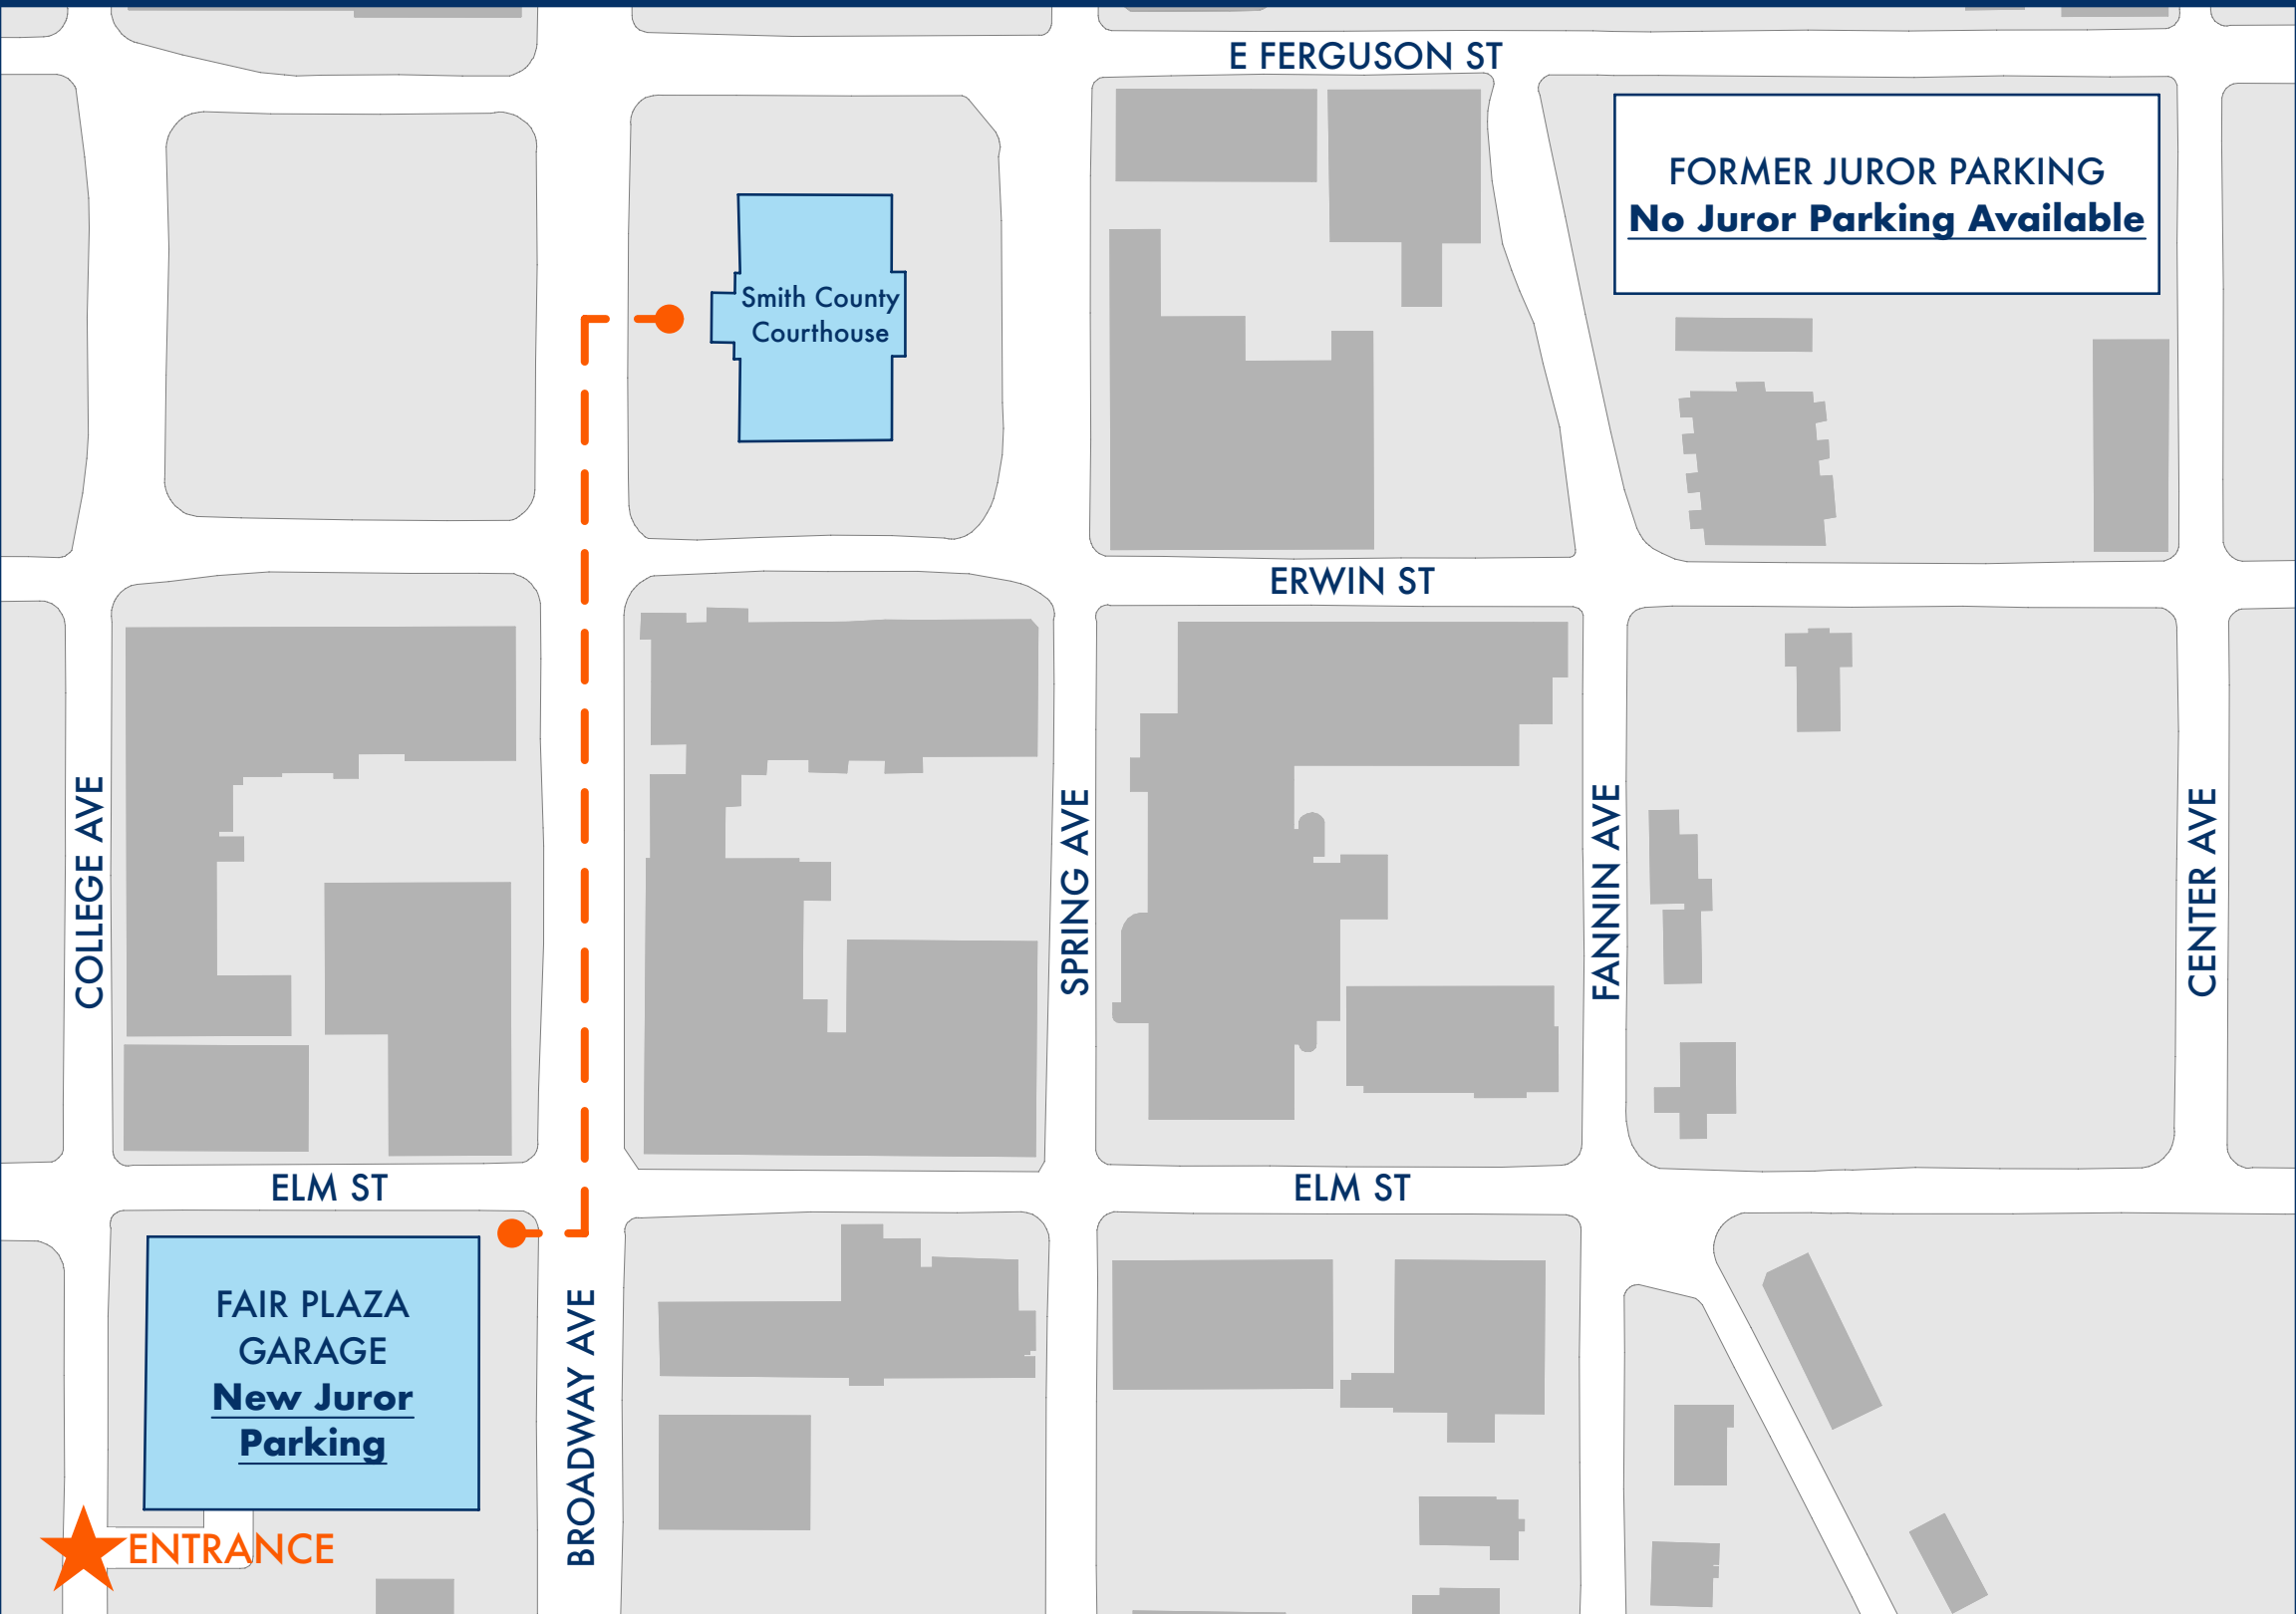 E FERGUSON ST
FORMER JUROR PARKING
No Juror Parking Available
Smith County
Courthouse
ERWIN ST
COLLEGE AVE
SPRING AVE
FANNIN AVE
CENTER AVE
ELM ST
ELM ST
FAIR PLAZA
GARAGE
New Juror
Parking
BROADWAY AVE
ENTRANCE